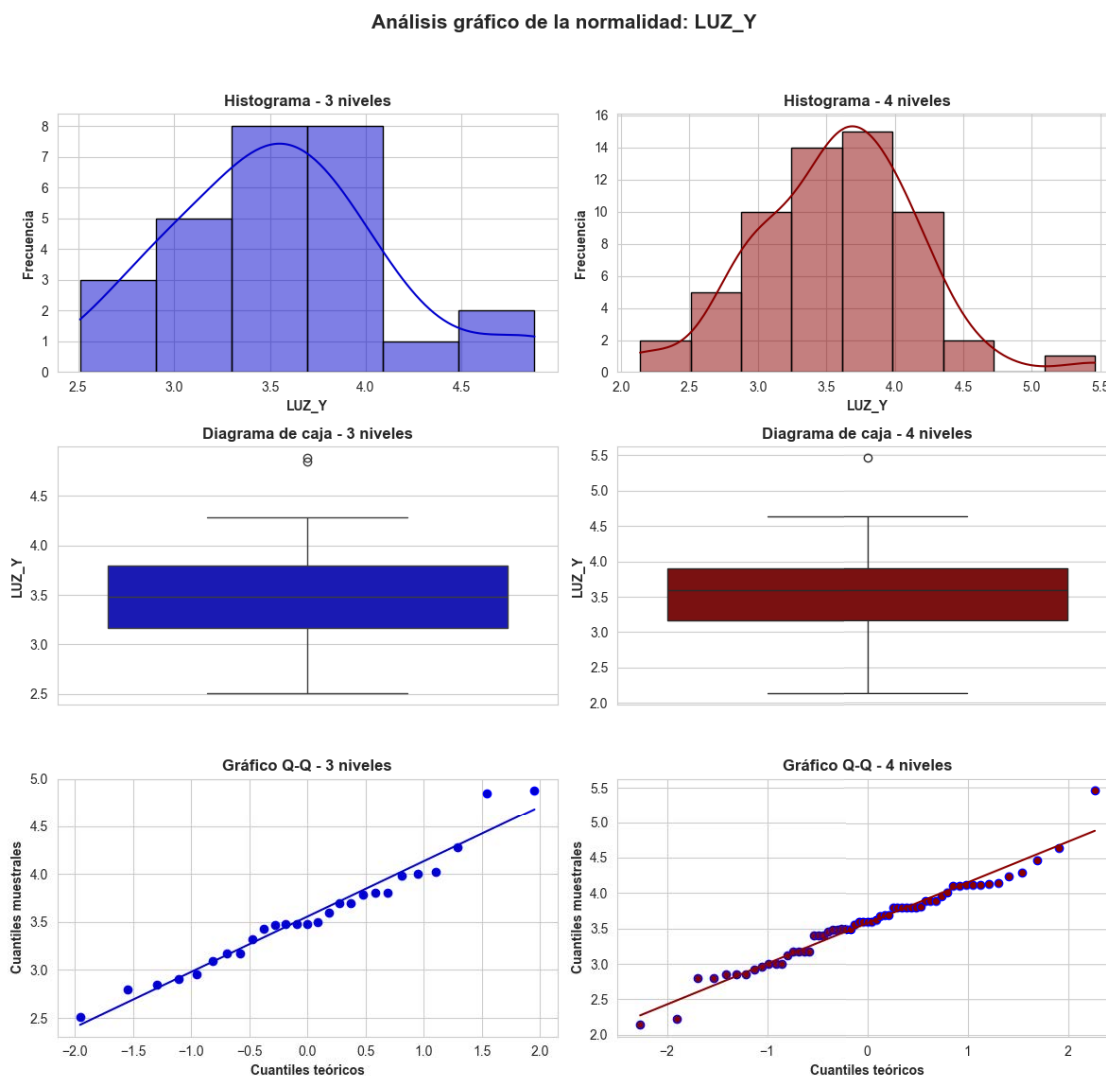 Análisis gráfico de la normalidad: LUZ_Y
Histograma - 3 niveles
Frecuencia
8
7
6
5
4
3
2
1
0
2.5 3.0 3.5 4.0 4.5
LUZ_Y
Histograma - 4 niveles
Frecuencia
16
14
12
10
8
6
4
2
0
2.0 2.5 3.0 3.5 4.0 4.5 5.0 5.5
LUZ_Y
Diagrama de caja - 3 niveles
LUZ_Y
4.5
4.0
3.5
3.0
2.5
Diagrama de caja - 4 niveles
LUZ_Y
5.5
5.0
4.5
4.0
3.5
3.0
2.5
2.0
Gráfico Q-Q - 3 niveles
Cuantiles muestrales
5.0
4.5
4.0
3.5
3.0
2.5
−2.0 −1.5 −1.0 −0.5 0.0 0.5 1.0 1.5 2.0
Cuantiles teóricos
Gráfico Q-Q - 4 niveles
Cuantiles muestrales
5.5
5.0
4.5
4.0
3.5
3.0
2.5
2.0
−2 −1 0 1 2
Cuantiles teóricos